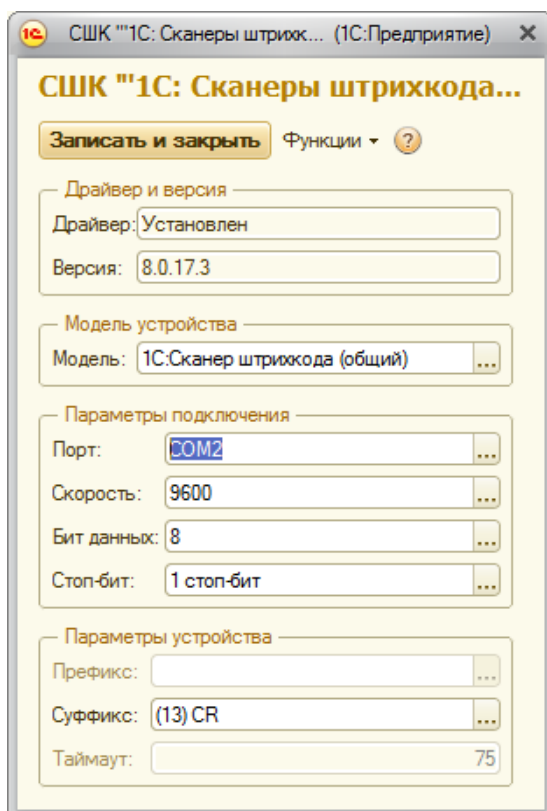 1С СШК "'1С: Сканеры штрихк... (1С:Предприятие) ×
СШК "'1С: Сканеры штрихкода...
Записать и закрыть Функции ?
Драйвер и версия
Драйвер: Установлен
Версия: 8.0.17.3
Модель устройства
Модель: 1С:Сканер штрихкода (общий) ...
Параметры подключения
Порт: COM2 ...
Скорость: 9600 ...
Бит данных: 8 ...
Стоп-бит: 1 стоп-бит ...
Параметры устройства
Префикс: ...
Суффикс: (13) CR ...
Таймаут: 75